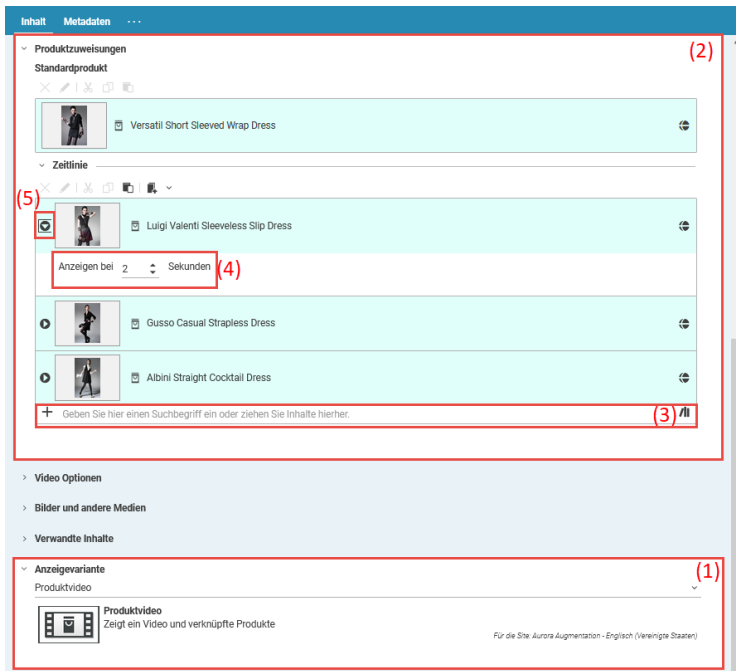 Inhalt Metadaten ···
Produktzuweisungen (2)
Standardprodukt
Versatil Short Sleeved Wrap Dress
Zeitlinie
(5)
Luigi Valenti Sleeveless Slip Dress
Anzeigen bei 2 Sekunden (4)
Gusso Casual Strapless Dress
Albini Straight Cocktail Dress
Geben Sie hier einen Suchbegriff ein oder ziehen Sie Inhalte hierher. (3)
Video Optionen
Bilder und andere Medien
Verwandte Inhalte
Anzeigevariante (1)
Produktvideo
Produktvideo
Zeigt ein Video und verknüpfte Produkte
Für die Site: Aurora Augmentation - Englisch (Vereinigte Staaten)